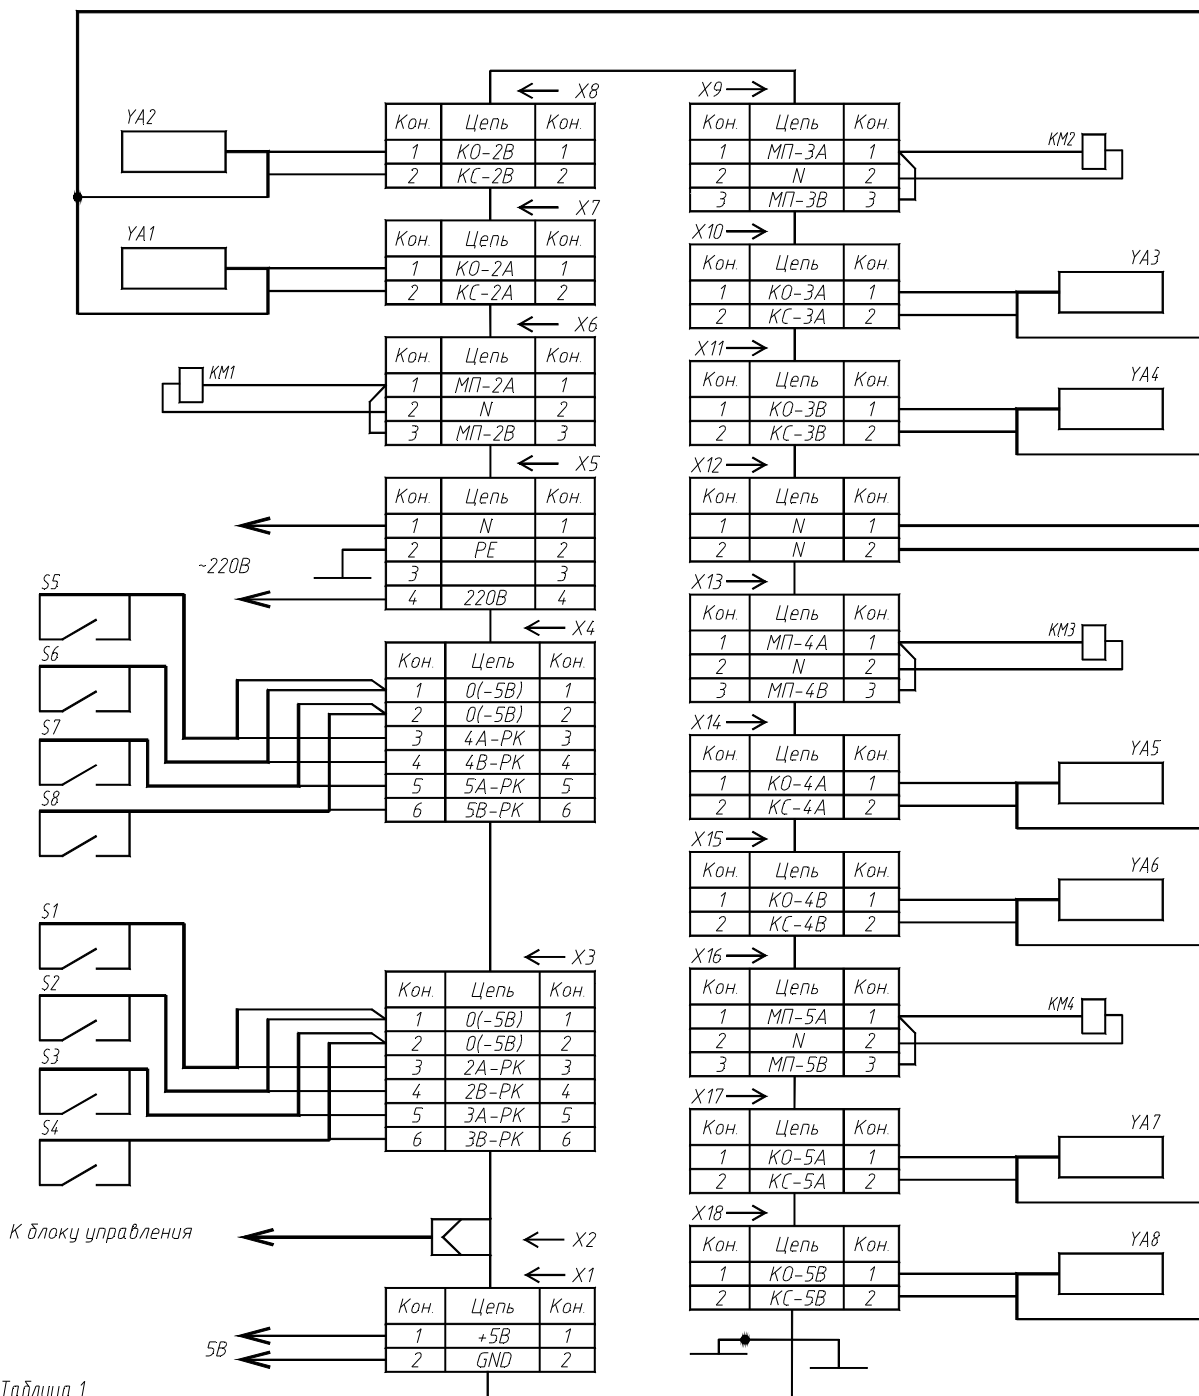 X8
YA2
Кон. Цепь Кон.
1 КО-2В 1
2 КС-2В 2
X7
YA1
Кон. Цепь Кон.
1 КО-2А 1
2 КС-2А 2
X6
КМ1
Кон. Цепь Кон.
1 МП-2А 1
2 N 2
3 МП-2В 3
X5
Кон. Цепь Кон.
1 N 1
2 PE 2
3 3
4 220В 4
~220В
X4
S5
S6
S7
S8
Кон. Цепь Кон.
1 0(-5В) 1
2 0(-5В) 2
3 4А-РК 3
4 4В-РК 4
5 5А-РК 5
6 5В-РК 6
X3
S1
S2
S3
S4
Кон. Цепь Кон.
1 0(-5В) 1
2 0(-5В) 2
3 2А-РК 3
4 2В-РК 4
5 3А-РК 5
6 3В-РК 6
К блоку управления
X2
X1
Кон. Цепь Кон.
1 +5В 1
2 GND 2
5В
Таблица 1
X9
Кон. Цепь Кон.
1 МП-3А 1
2 N 2
3 МП-3В 3
КМ2
X10
Кон. Цепь Кон.
1 КО-3А 1
2 КС-3А 2
YA3
X11
Кон. Цепь Кон.
1 КО-3В 1
2 КС-3В 2
YA4
X12
Кон. Цепь Кон.
1 N 1
2 N 2
X13
Кон. Цепь Кон.
1 МП-4А 1
2 N 2
3 МП-4В 3
КМ3
X14
Кон. Цепь Кон.
1 КО-4А 1
2 КС-4А 2
YA5
X15
Кон. Цепь Кон.
1 КО-4В 1
2 КС-4В 2
YA6
X16
Кон. Цепь Кон.
1 МП-5А 1
2 N 2
3 МП-5В 3
КМ4
X17
Кон. Цепь Кон.
1 КО-5А 1
2 КС-5А 2
YA7
X18
Кон. Цепь Кон.
1 КО-5В 1
2 КС-5В 2
YA8